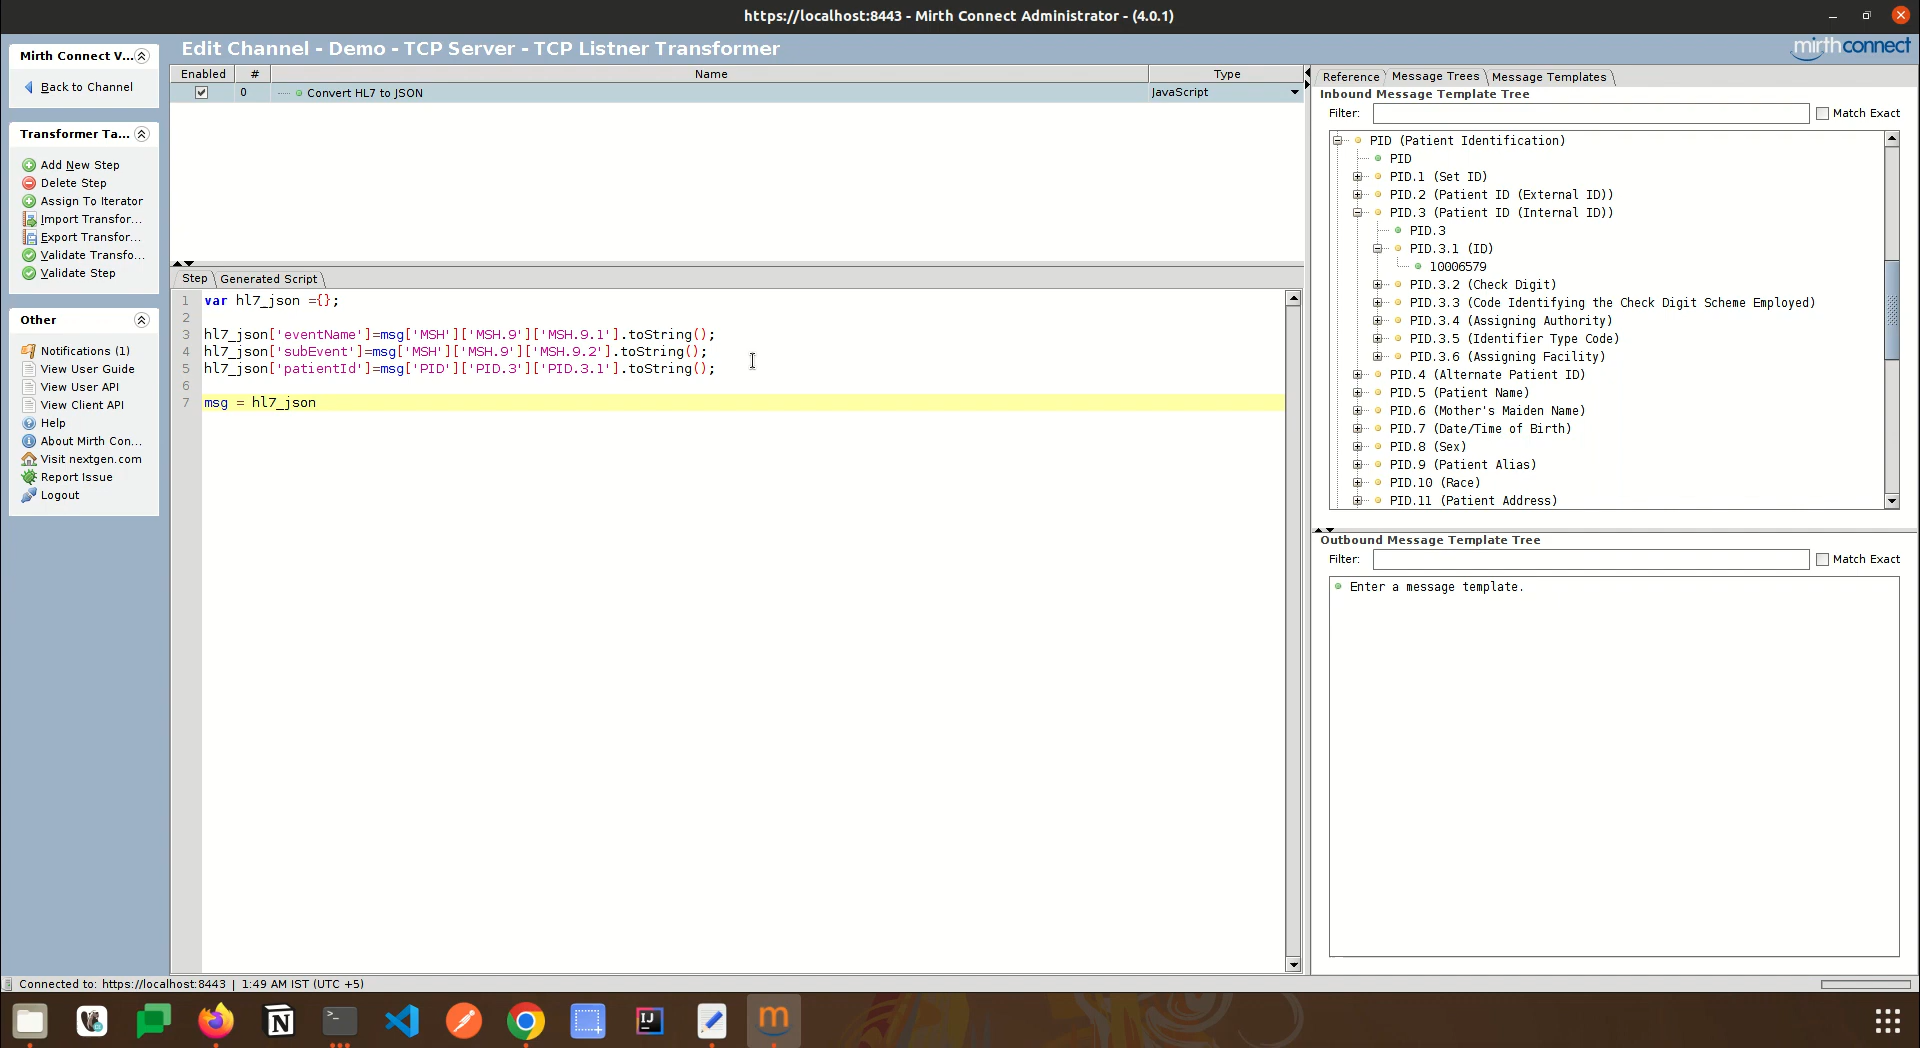 https://localhost:8443 - Mirth Connect Administrator - (4.0.1)
Mirth Connect V...
Back to Channel
Transformer Ta...
Add New Step
Delete Step
Assign To Iterator
Import Transfor...
Export Transfor...
Validate Transfo...
Validate Step
Other
Notifications (1)
View User Guide
View User API
View Client API
Help
About Mirth Con...
Visit nextgen.com
Report Issue
Logout
Edit Channel - Demo - TCP Server - TCP Listner Transformer
mirthconnect
Enabled # Name Type
0 Convert HL7 to JSON JavaScript
Step Generated Script
1 var hl7_json ={};
2
3 hl7_json['eventName']=msg['MSH']['MSH.9']['MSH.9.1'].toString();
4 hl7_json['subEvent']=msg['MSH']['MSH.9']['MSH.9.2'].toString();
5 hl7_json['patientId']=msg['PID']['PID.3']['PID.3.1'].toString();
6
7 msg = hl7_json
Reference Message Trees Message Templates
Inbound Message Template Tree
Filter: Match Exact
PID (Patient Identification)
PID
PID.1 (Set ID)
PID.2 (Patient ID (External ID))
PID.3 (Patient ID (Internal ID))
PID.3
PID.3.1 (ID)
10006579
PID.3.2 (Check Digit)
PID.3.3 (Code Identifying the Check Digit Scheme Employed)
PID.3.4 (Assigning Authority)
PID.3.5 (Identifier Type Code)
PID.3.6 (Assigning Facility)
PID.4 (Alternate Patient ID)
PID.5 (Patient Name)
PID.6 (Mother's Maiden Name)
PID.7 (Date/Time of Birth)
PID.8 (Sex)
PID.9 (Patient Alias)
PID.10 (Race)
PID.11 (Patient Address)
Outbound Message Template Tree
Filter: Match Exact
Enter a message template.
Connected to: https://localhost:8443 | 1:49 AM IST (UTC +5)